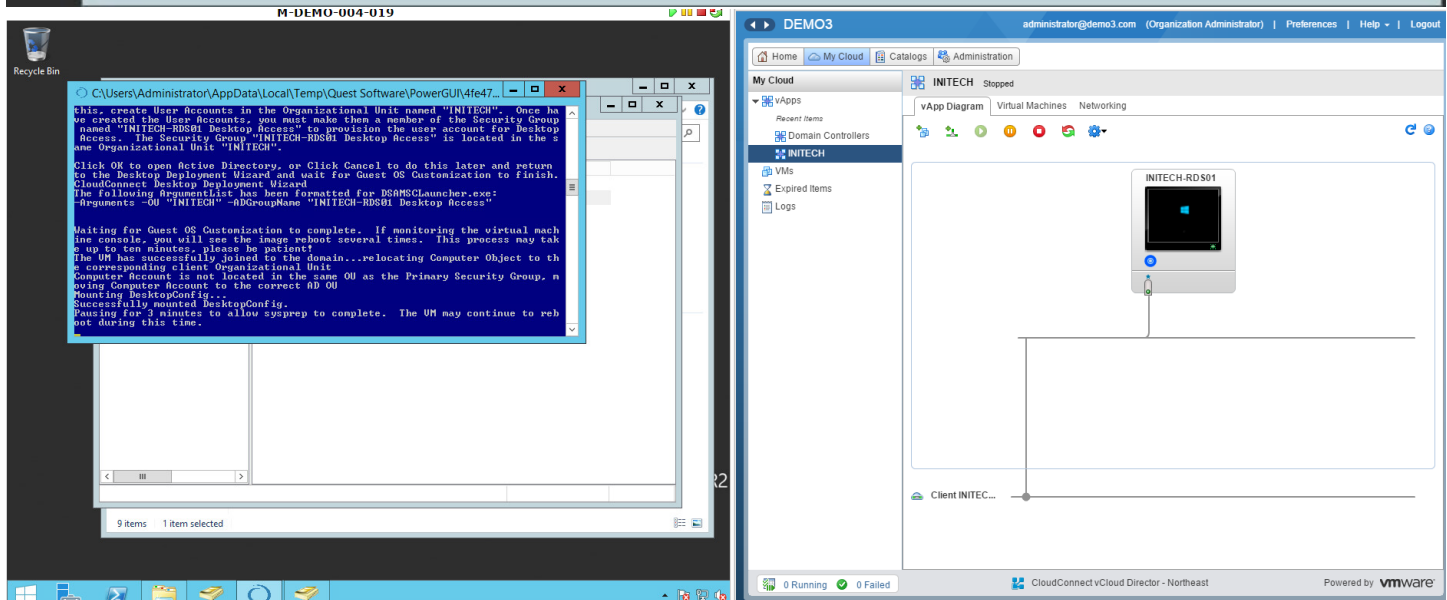 M-DEMO-004-019
Recycle Bin
C:\Users\Administrator\AppData\Local\Temp\Quest Software\PowerGUI\4fe47...
this, create User Accounts in the Organizational Unit named "INITECH".  Once ha
ve created the User Accounts, you must make them a member of the Security Group
named "INITECH-RDS01 Desktop Access" to provision the user account for Desktop
Access.  The Security Group "INITECH-RDS01 Desktop Access" is located in the s
ame Organizational Unit "INITECH".
Click OK to open Active Directory, or Click Cancel to do this later and return
to the Desktop Deployment Wizard and wait for Guest OS Customization to finish.
CloudConnect Desktop Deployment Wizard
The following ArgumentList has been formatted for DSAMSCLauncher.exe:
-Arguments -OU "INITECH" -ADGroupName "INITECH-RDS01 Desktop Access"
Waiting for Guest OS Customization to complete.  If monitoring the virtual mach
ine console, you will see the image reboot several times.  This process may tak
e up to ten minutes, please be patient!
The VM has successfully joined to the domain...relocating Computer Object to th
e corresponding client Organizational Unit
Computer Account is not located in the same OU as the Primary Security Group, m
oving Computer Account to the correct AD OU
Mounting DesktopConfig...
Successfully mounted DesktopConfig.
Pausing for 3 minutes to allow sysprep to complete.  The VM may continue to reb
oot during this time.
R2
9 items 1 item selected
DEMO3
administrator@demo3.com (Organization Administrator) | Preferences | Help | Logout
Home My Cloud Catalogs Administration
My Cloud
vApps
Recent Items
Domain Controllers
INITECH
VMs
Expired Items
Logs
INITECH Stopped
vApp Diagram Virtual Machines Networking
INITECH-RDS01
Client INITEC...
0 Running 0 Failed
CloudConnect vCloud Director - Northeast
Powered by vmware